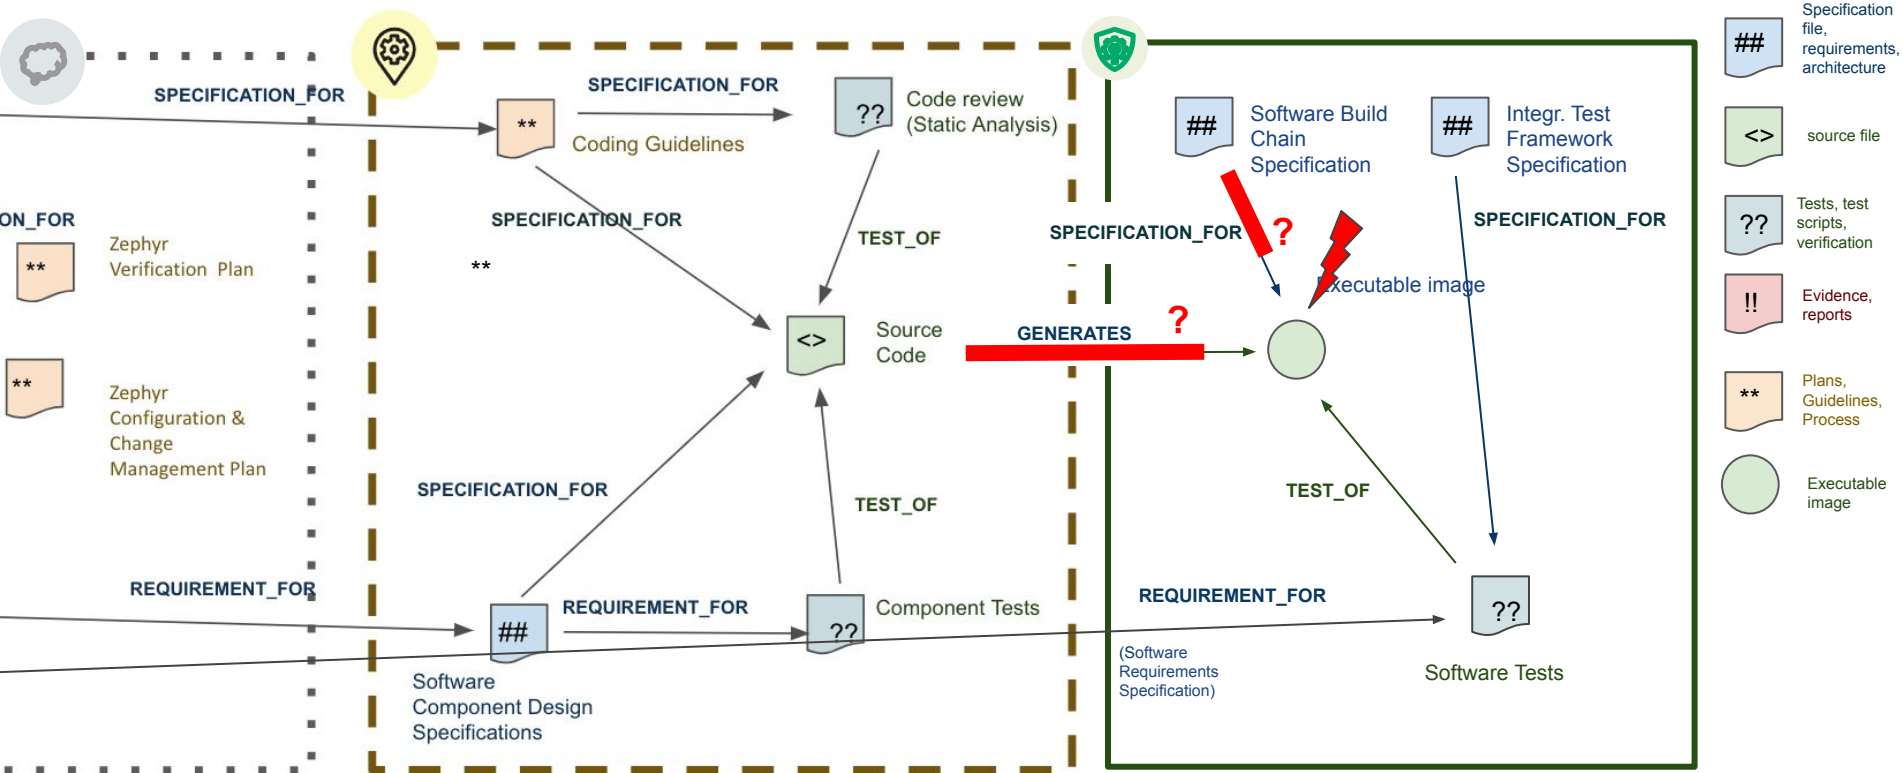 SPECIFICATION_FOR
ON_FOR
**
Zephyr
Verification Plan
**
Zephyr
Configuration &
Change
Management Plan
REQUIREMENT_FOR
**
Coding Guidelines
SPECIFICATION_FOR
??
Code review
(Static Analysis)
SPECIFICATION_FOR
**
TEST_OF
<>
Source
Code
SPECIFICATION_FOR
TEST_OF
##
Software
Component Design
Specifications
REQUIREMENT_FOR
??
Component Tests
GENERATES
?
##
Software Build
Chain
Specification
##
Integr. Test
Framework
Specification
SPECIFICATION_FOR
?
SPECIFICATION_FOR
Executable image
TEST_OF
REQUIREMENT_FOR
(Software
Requirements
Specification)
??
Software Tests
##
Specification
file,
requirements,
architecture
<>
source file
??
Tests, test
scripts,
verification
!!
Evidence,
reports
**
Plans,
Guidelines,
Process
Executable
image